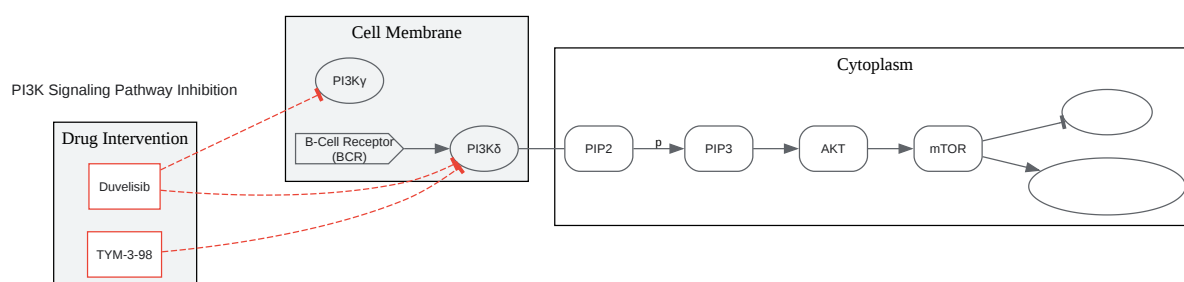 Cell Membrane
Cytoplasm
PI3Kγ
PI3K Signaling Pathway Inhibition
Drug Intervention
B-Cell Receptor
(BCR)
PI3Kδ
PIP2
p
PIP3
AKT
mTOR
Duvelisib
TYM-3-98